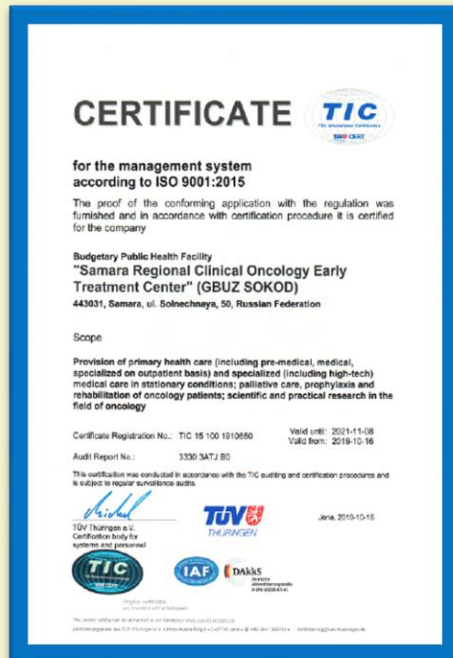 CERTIFICATE
TIC
TÜV CERT
for the management system
according to ISO 9001:2015
The proof of the conforming application with the regulation was
furnished and in accordance with certification procedure it is certified
for the company
Budgetary Public Health Facility
"Samara Regional Clinical Oncology Early
Treatment Center" (GBUZ SOKOD)
443031, Samara, ul. Solnechnaya, 50, Russian Federation
Scope
Provision of primary health care (including pre-medical, medical,
specialized on outpatient basis) and specialized (including high-tech)
medical care in stationary conditions; palliative care, prophylaxis and
rehabilitation of oncology patients; scientific and practical research in the
field of oncology
Certificate Registration No.: TIC 15 100 1910650
Valid until: 2021-11-08
Valid from: 2019-10-16
Audit Report No.: 3330 3ATJ B0
This certification was conducted in accordance with the TIC auditing and certification procedures and
is subject to regular surveillance audits.
TÜV Thüringen e.V.
Certification body for
systems and personnel
TÜV
THÜRINGEN
Jena, 2019-10-16
TIC
IAF
DAkkS
Deutsche
Akkreditierungsstelle